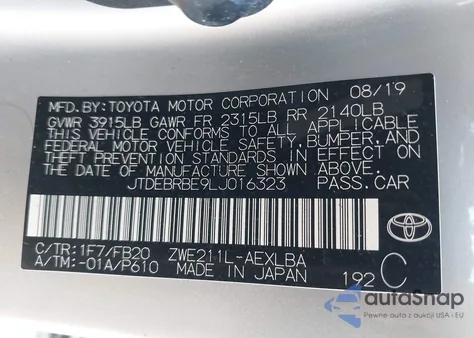 MFD.BY:TOYOTA MOTOR CORPORATION 08/19
GVWR 3915LB GAWR FR 2315LB RR 2140LB
THIS VEHICLE CONFORMS TO ALL APPLICABLE
FEDERAL MOTOR VEHICLE SAFETY,BUMPER,AND
THEFT PREVENTION STANDARDS IN EFFECT ON
THE DATE OF MANUFACTURE SHOWN ABOVE.
JTDEBRBE9LJ016323 PASS.CAR
C/TR:1F7/FB20 ZWE211L-AEXLBA
A/TM:-01A/P610 MADE IN JAPAN 192 C
TOYOTA
autoSnap
Pewne auto z aukcji USA i EU